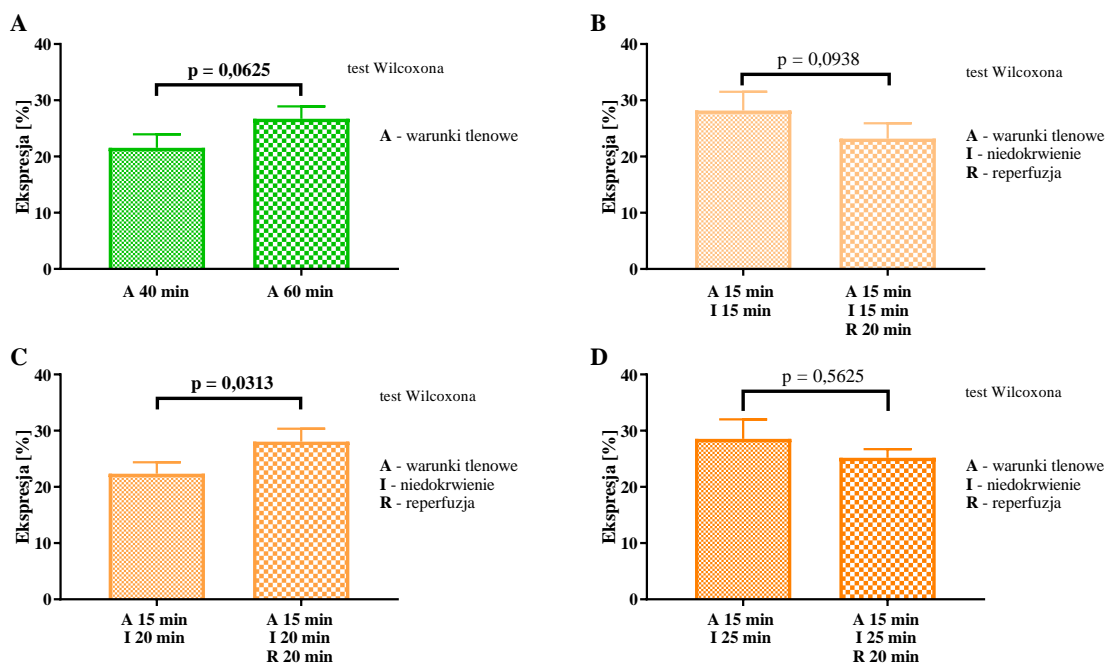 A
Ekspresja [%]
40
30
20
10
0
p = 0,0625
test Wilcoxona
A - warunki tlenowe
A 40 min
A 60 min
B
Ekspresja [%]
40
30
20
10
0
p = 0,0938
test Wilcoxona
A - warunki tlenowe
I - niedokrwienie
R - reperfuzja
A 15 min
I 15 min
A 15 min
I 15 min
R 20 min
C
Ekspresja [%]
40
30
20
10
0
p = 0,0313
test Wilcoxona
A - warunki tlenowe
I - niedokrwienie
R - reperfuzja
A 15 min
I 20 min
A 15 min
I 20 min
R 20 min
D
Ekspresja [%]
40
30
20
10
0
p = 0,5625
test Wilcoxona
A - warunki tlenowe
I - niedokrwienie
R - reperfuzja
A 15 min
I 25 min
A 15 min
I 25 min
R 20 min